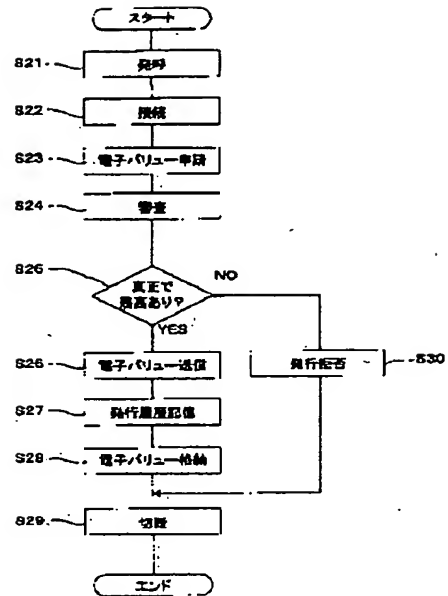 スタート
S21 発呼
S22 接続
S23 電子バリュー申請
S24 審査
S26
真正で
残高あり?
NO
YES
S26 電子バリュー送信
発行拒否 S30
S27 発行履歴記憶
S28 電子バリュー格納
S29 切断
エンド